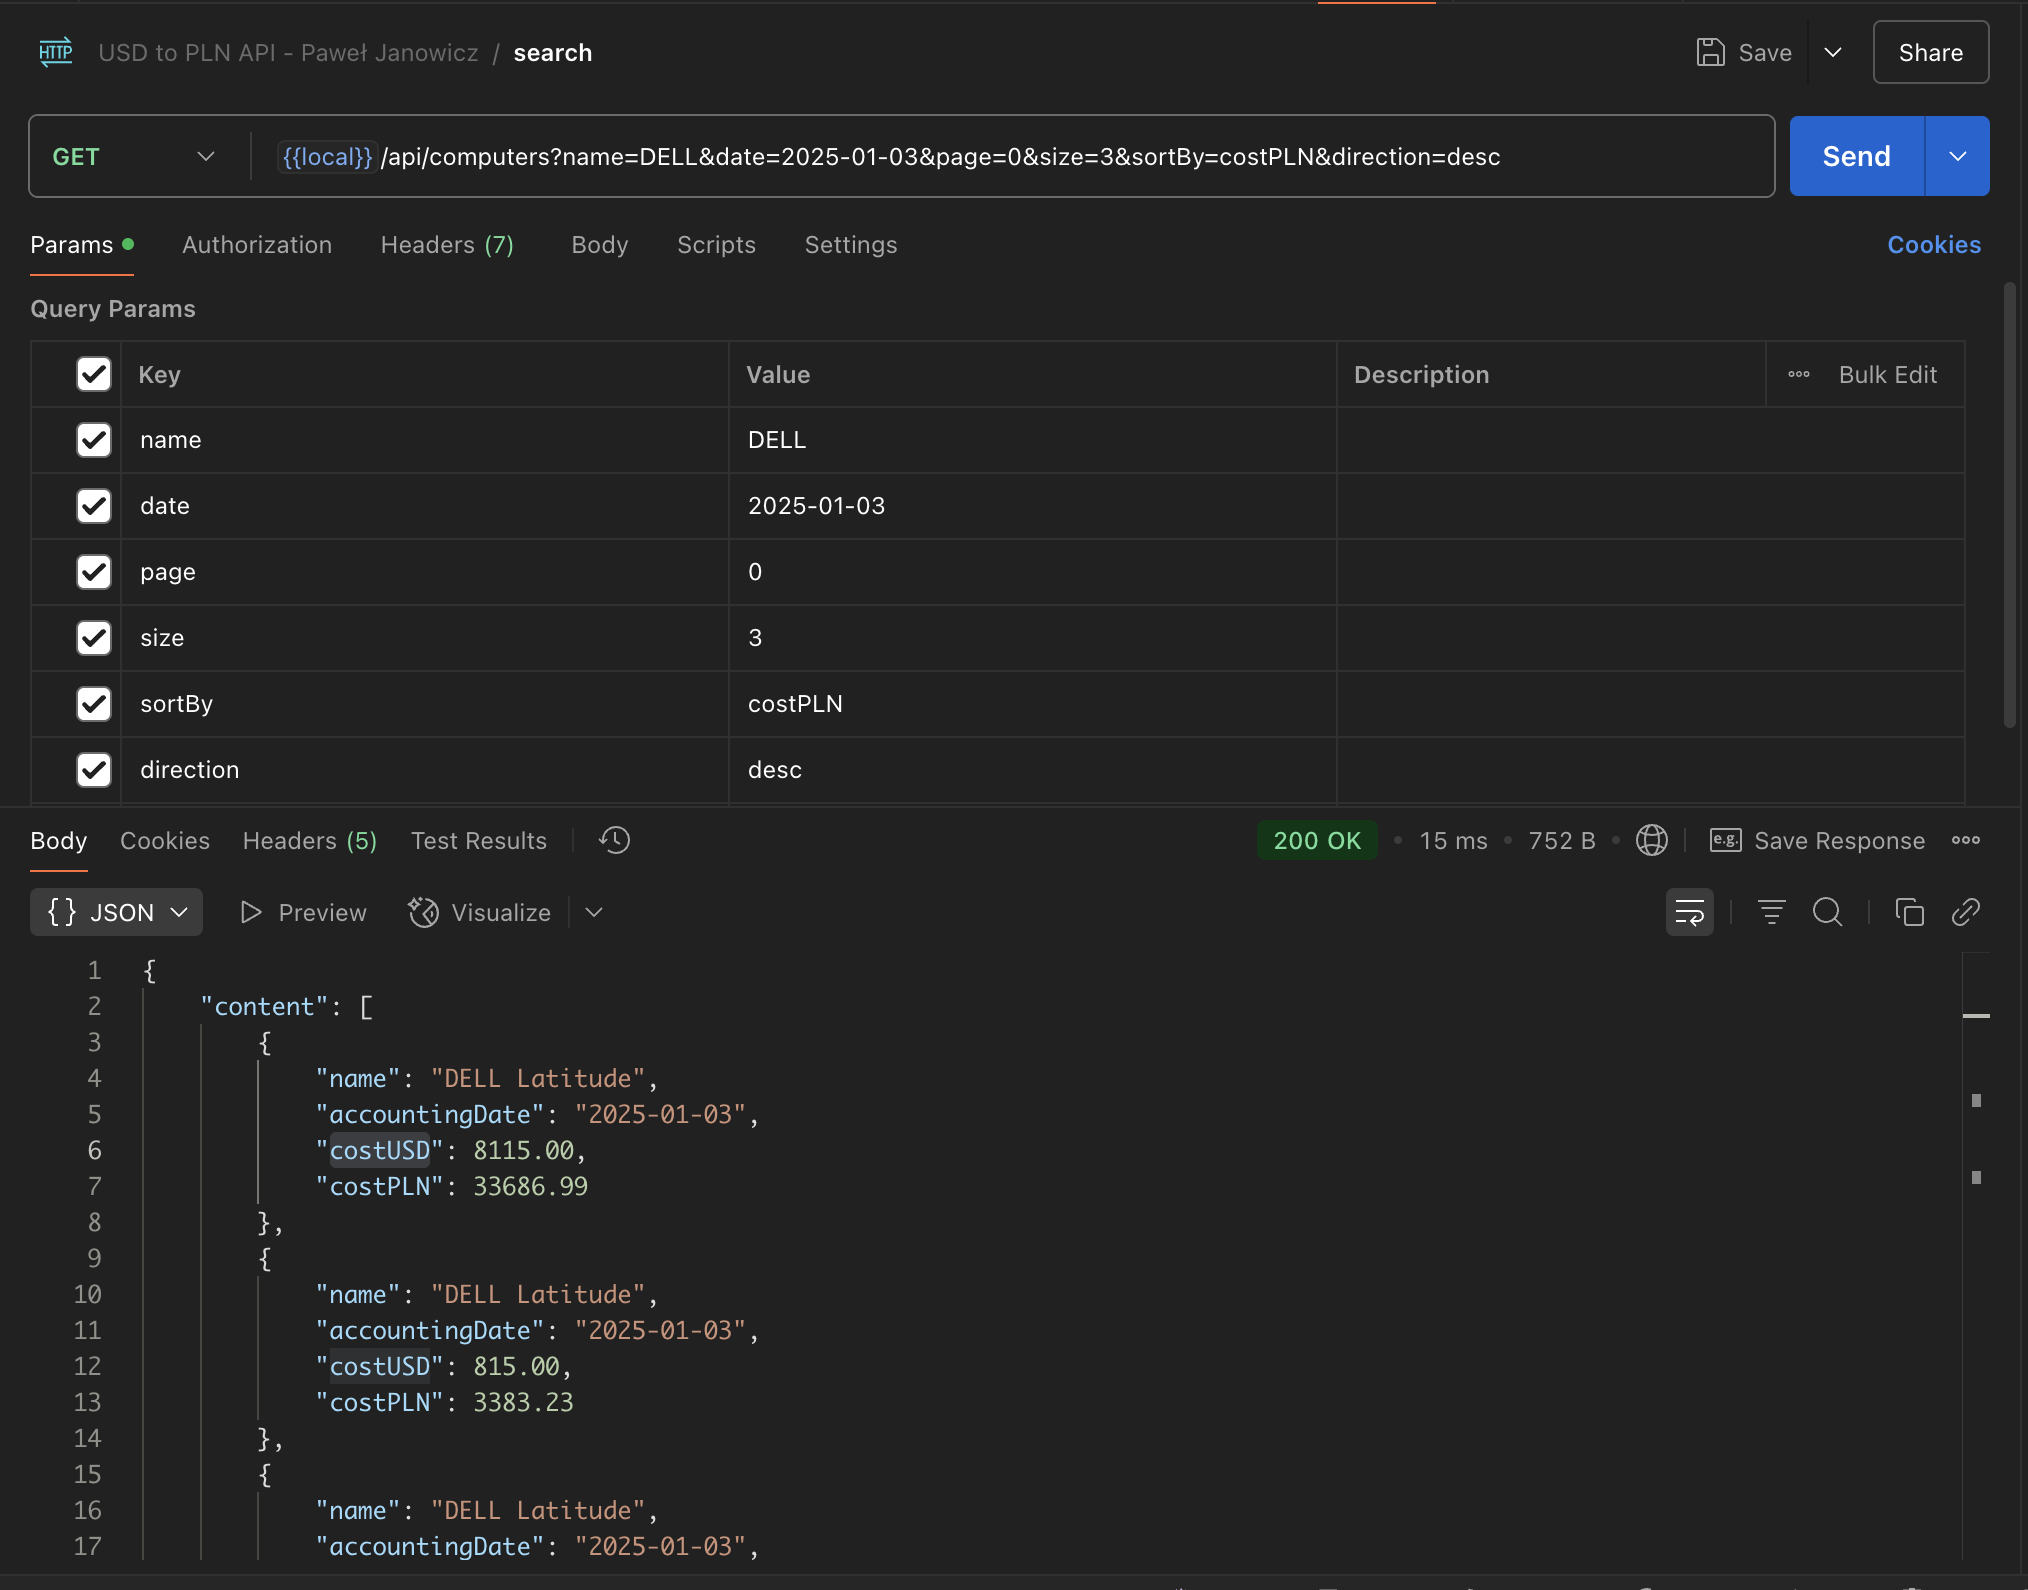 HTTP USD to PLN API - Paweł Janowicz / search Save Share
GET {{local}}/api/computers?name=DELL&date=2025-01-03&page=0&size=3&sortBy=costPLN&direction=desc Send
Params Authorization Headers (7) Body Scripts Settings Cookies
Query Params
Key Value Description Bulk Edit
name DELL
date 2025-01-03
page 0
size 3
sortBy costPLN
direction desc
Body Cookies Headers (5) Test Results 200 OK • 15 ms • 752 B • e.g. Save Response
{} JSON Preview Visualize
1 {
2 "content": [
3 {
4 "name": "DELL Latitude",
5 "accountingDate": "2025-01-03",
6 "costUSD": 8115.00,
7 "costPLN": 33686.99
8 },
9 {
10 "name": "DELL Latitude",
11 "accountingDate": "2025-01-03",
12 "costUSD": 815.00,
13 "costPLN": 3383.23
14 },
15 {
16 "name": "DELL Latitude",
17 "accountingDate": "2025-01-03",